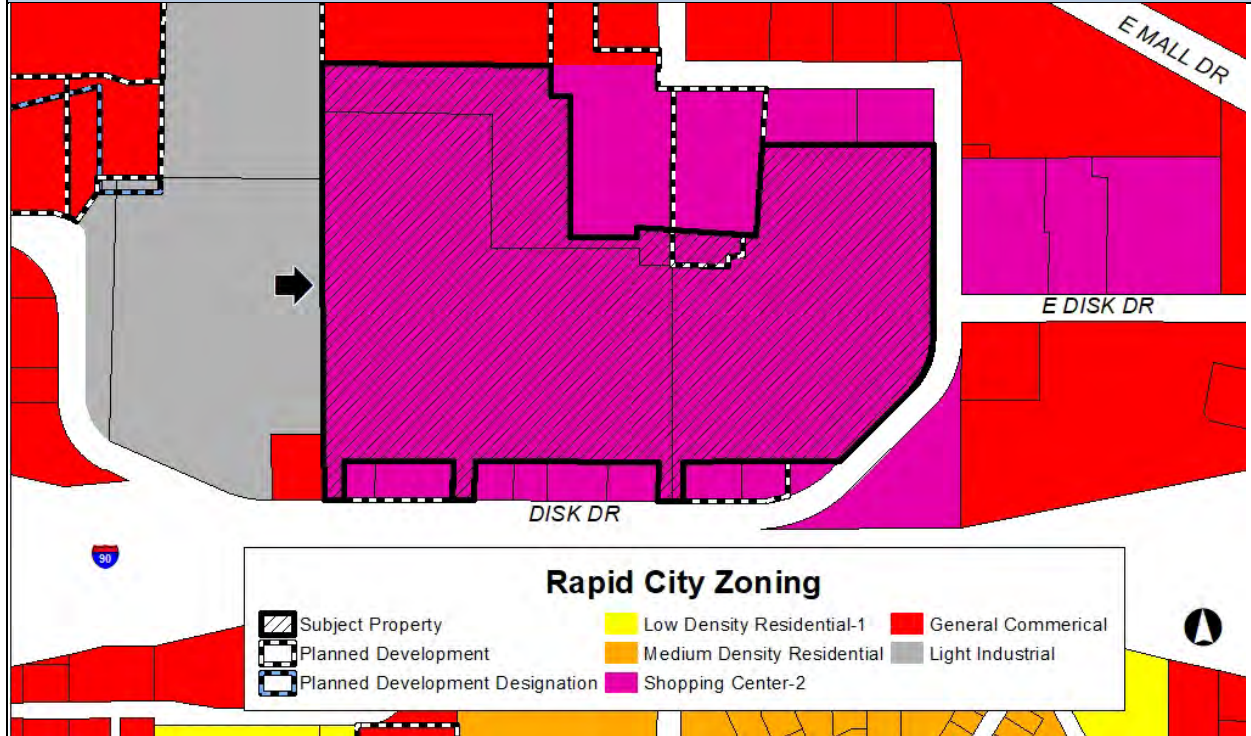 E MALL DR
E DISK DR
DISK DR
90
Rapid City Zoning
Subject Property
Low Density Residential-1
General Commerical
Planned Development
Medium Density Residential
Light Industrial
Planned Development Designation
Shopping Center-2